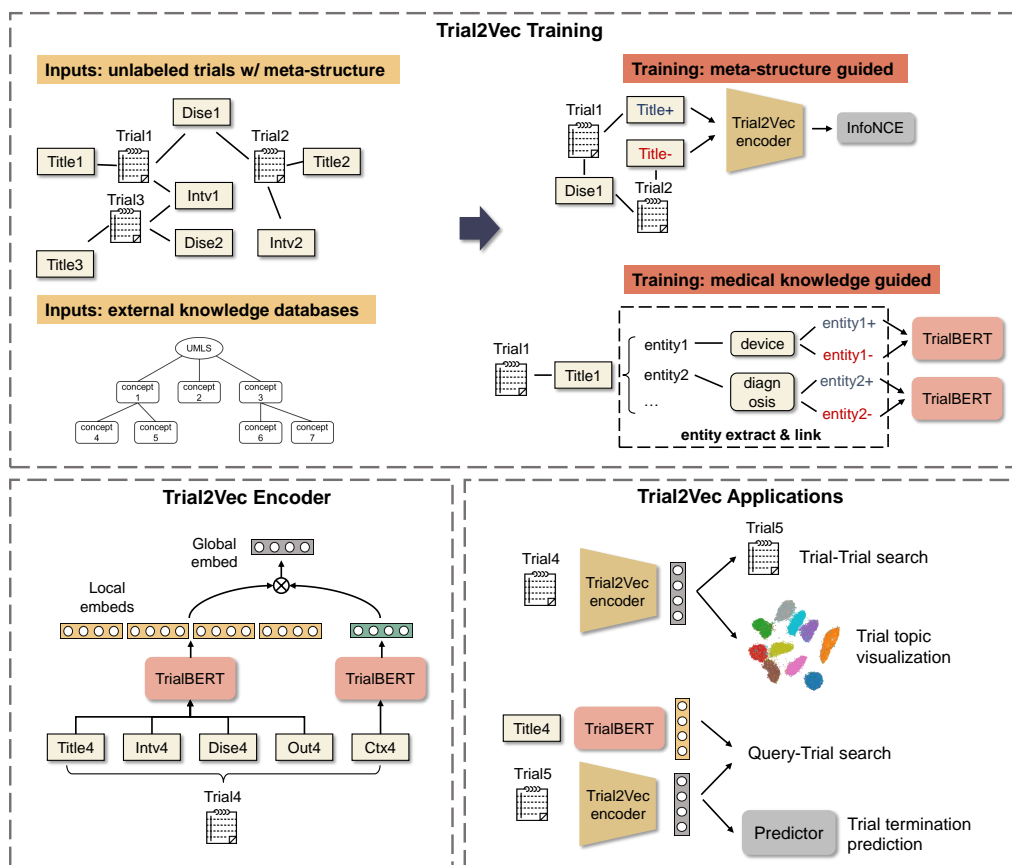 Trial2Vec Training
Inputs: unlabeled trials w/ meta-structure
Dise1
Trial1
Trial2
Title1
Title2
Intv1
Trial3
Dise2
Intv2
Title3
Inputs: external knowledge databases
UMLS
concept
1
concept
2
concept
3
concept
4
concept
5
concept
6
concept
7
Training: meta-structure guided
Trial1
Title+
Title-
Dise1
Trial2
Trial2Vec
encoder
InfoNCE
Training: medical knowledge guided
Trial1
Title1
entity1
entity2
...
device
diagn
osis
entity1+
entity1-
entity2+
entity2-
TrialBERT
TrialBERT
entity extract & link
Trial2Vec Encoder
Global
embed
Local
embeds
TrialBERT
TrialBERT
Title4
Intv4
Dise4
Out4
Ctx4
Trial4
Trial2Vec Applications
Trial4
Trial2Vec
encoder
Trial5
Trial-Trial search
Trial topic
visualization
Title4
TrialBERT
Trial5
Trial2Vec
encoder
Query-Trial search
Predictor
Trial termination
prediction